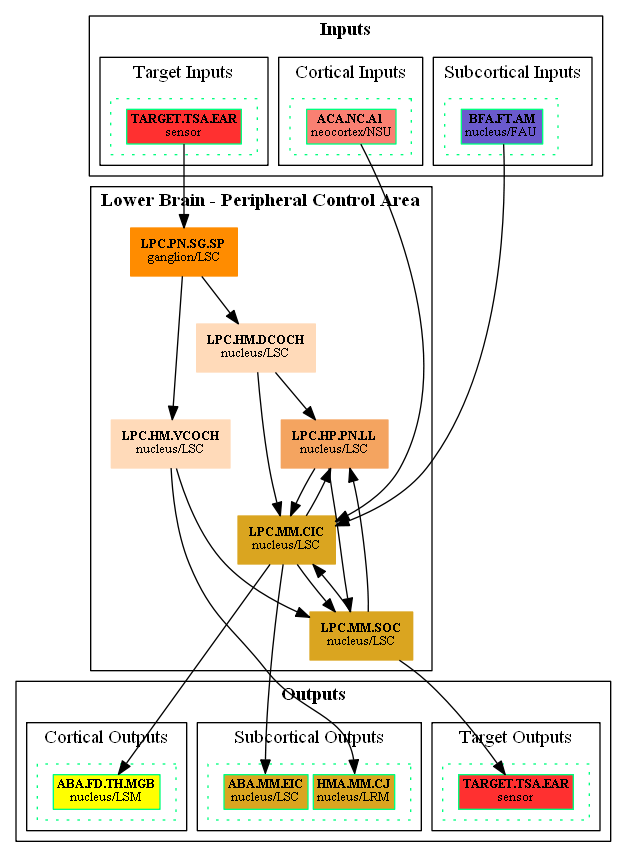 Inputs
Target Inputs
Cortical Inputs
Subcortical Inputs
TARGET.TSA.EAR
sensor
ACA.NC.A1
neocortex/NSU
BFA.FT.AM
nucleus/FAU
Lower Brain - Peripheral Control Area
LPC.PN.SG.SP
ganglion/LSC
LPC.HM.DCOCH
nucleus/LSC
LPC.HM.VCOCH
nucleus/LSC
LPC.HP.PN.LL
nucleus/LSC
LPC.MM.CIC
nucleus/LSC
LPC.MM.SOC
nucleus/LSC
Outputs
Cortical Outputs
Subcortical Outputs
Target Outputs
ABA.FD.TH.MGB
nucleus/LSM
ABA.MM.EIC
nucleus/LSC
HMA.MM.CJ
nucleus/LRM
TARGET.TSA.EAR
sensor